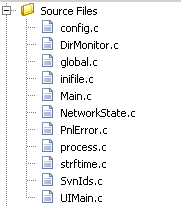 Source Files
config.c
DirMonitor.c
global.c
inifile.c
Main.c
NetworkState.c
PnlError.c
process.c
strftime.c
SvnIds.c
UIMain.c